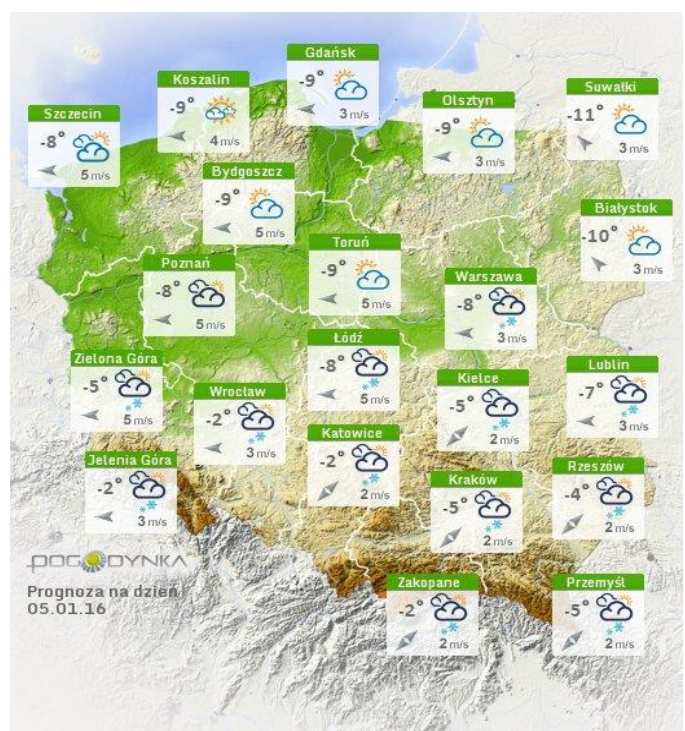 Gdańsk
-9°
3 m/s
Koszalin
-9°
4 m/s
Suwałki
-11°
3 m/s
Olsztyn
-9°
3 m/s
Szczecin
-8°
5 m/s
Bydgoszcz
-9°
5 m/s
Białystok
-10°
3 m/s
Toruń
-9°
5 m/s
Poznań
-8°
5 m/s
Warszawa
-8°
3 m/s
Łódź
-8°
5 m/s
Zielona Góra
-5°
5 m/s
Lublin
-7°
3 m/s
Kielce
-5°
2 m/s
Wrocław
-2°
3 m/s
Katowice
-2°
2 m/s
Jelenia Góra
-2°
3 m/s
Rzeszów
-4°
2 m/s
Kraków
-5°
2 m/s
POGODYNKA
Zakopane
-2°
2 m/s
Przemyśl
-5°
2 m/s
Prognoza na dzień
05.01.16